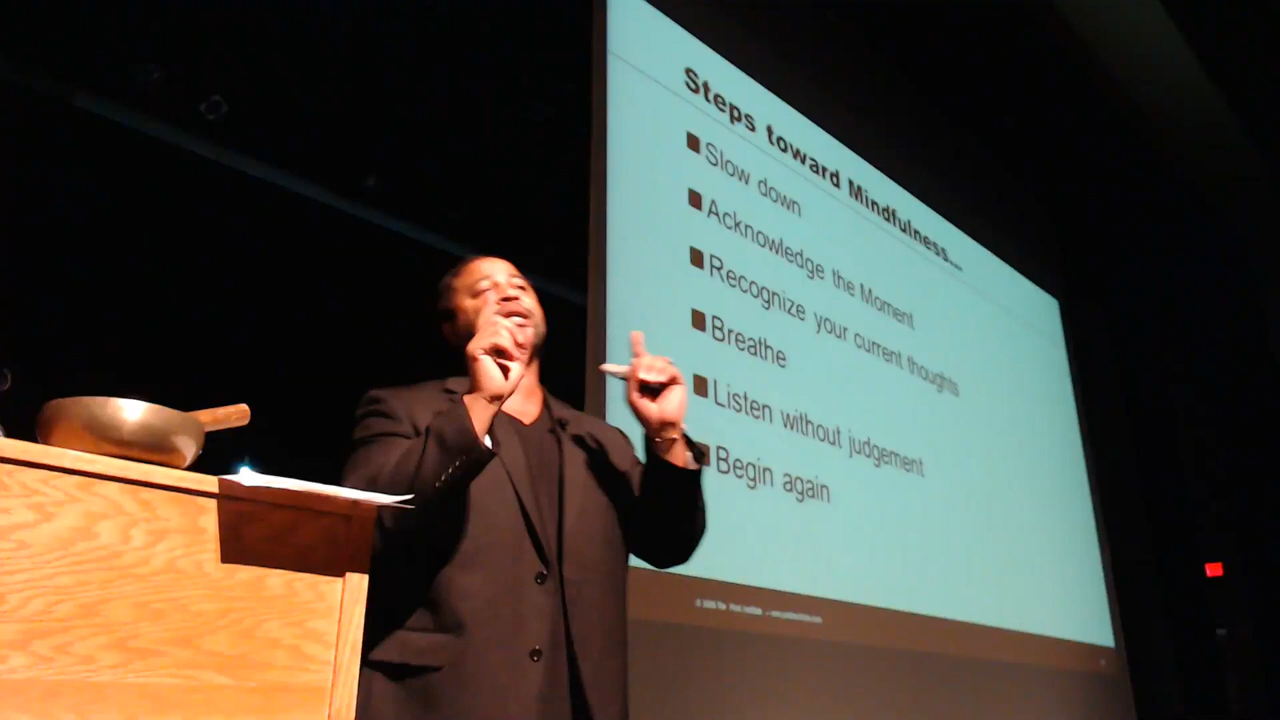 Steps toward Mindfulness...
Slow down
Acknowledge the Moment
Recognize your current thoughts
Breathe
Listen without judgement
Begin again